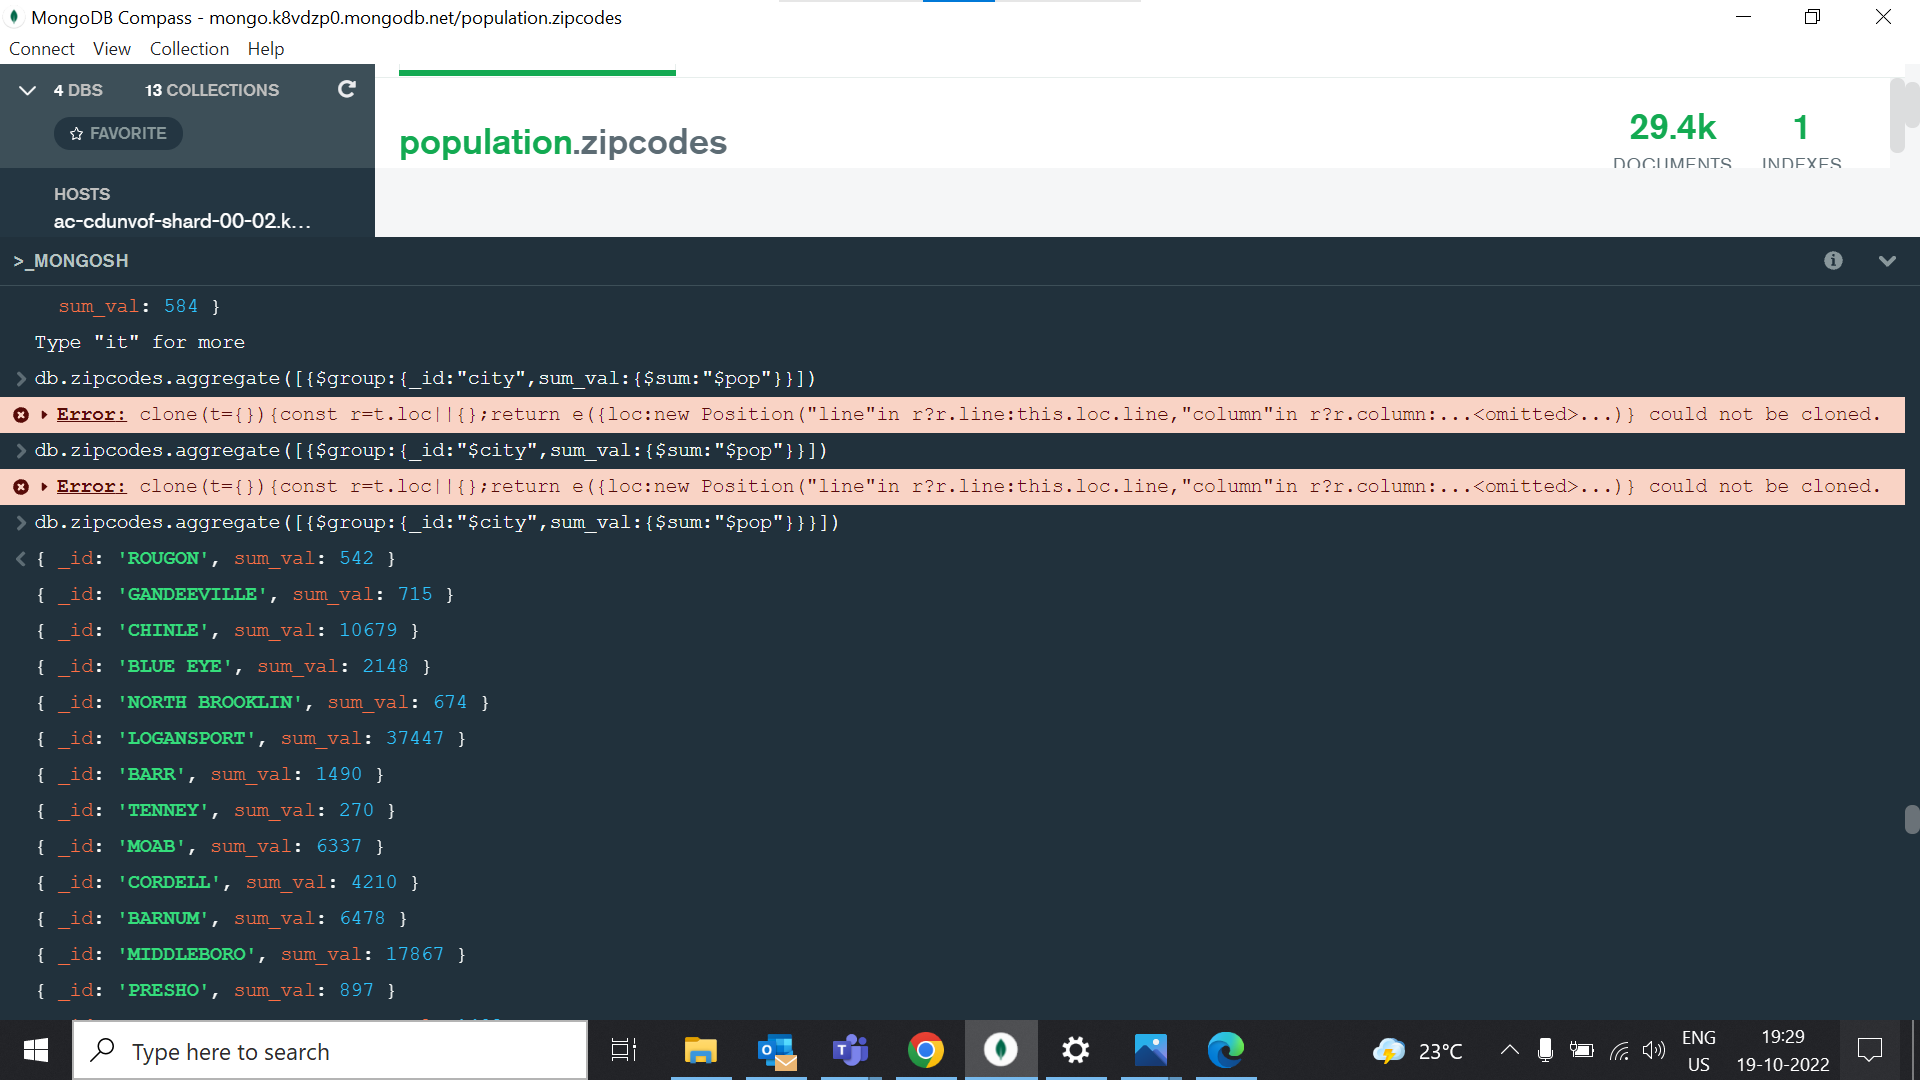 MongoDB Compass - mongo.k8vdzp0.mongodb.net/population.zipcodes
Connect View Collection Help
4 DBS 13 COLLECTIONS
FAVORITE
HOSTS
ac-cdunvof-shard-00-02.k...
population.zipcodes
29.4k 1
DOCUMENTS INDEXES
>_MONGOSH
sum_val: 584 }
Type "it" for more
db.zipcodes.aggregate([{$group:{_id:"city",sum_val:{$sum:"$pop"}}])
Error: clone(t={}){const r=t.loc||{};return e({loc:new Position("line"in r?r.line:this.loc.line,"column"in r?r.column:...<omitted>...)} could not be cloned.
db.zipcodes.aggregate([{$group:{_id:"$city",sum_val:{$sum:"$pop"}}])
Error: clone(t={}){const r=t.loc||{};return e({loc:new Position("line"in r?r.line:this.loc.line,"column"in r?r.column:...<omitted>...)} could not be cloned.
db.zipcodes.aggregate([{$group:{_id:"$city",sum_val:{$sum:"$pop"}}}])
{ _id: 'ROUGON', sum_val: 542 }
{ _id: 'GANDEEVILLE', sum_val: 715 }
{ _id: 'CHINLE', sum_val: 10679 }
{ _id: 'BLUE EYE', sum_val: 2148 }
{ _id: 'NORTH BROOKLIN', sum_val: 674 }
{ _id: 'LOGANSPORT', sum_val: 37447 }
{ _id: 'BARR', sum_val: 1490 }
{ _id: 'TENNEY', sum_val: 270 }
{ _id: 'MOAB', sum_val: 6337 }
{ _id: 'CORDELL', sum_val: 4210 }
{ _id: 'BARNUM', sum_val: 6478 }
{ _id: 'MIDDLEBORO', sum_val: 17867 }
{ _id: 'PRESHO', sum_val: 897 }
Type here to search
23°C
ENG
US
19:29
19-10-2022